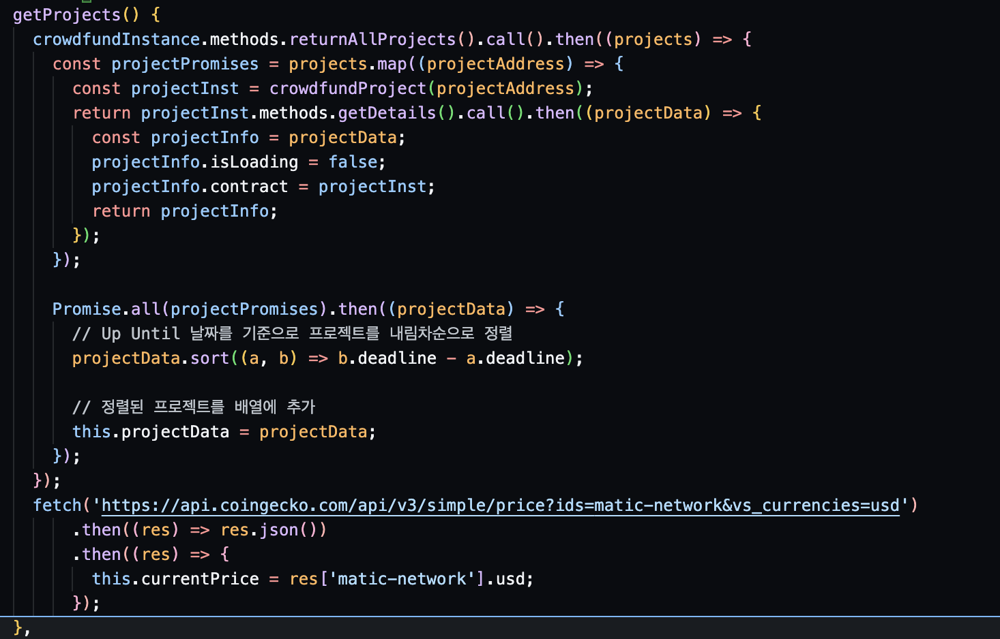 getProjects() {
crowdfundInstance.methods.returnAllProjects().call().then((projects) => {
const projectPromises = projects.map((projectAddress) => {
const projectInst = crowdfundProject(projectAddress);
return projectInst.methods.getDetails().call().then((projectData) => {
const projectInfo = projectData;
projectInfo.isLoading = false;
projectInfo.contract = projectInst;
return projectInfo;
});
});
Promise.all(projectPromises).then((projectData) => {
// Up Until 날짜를 기준으로 프로젝트를 내림차순으로 정렬
projectData.sort((a, b) => b.deadline - a.deadline);
// 정렬된 프로젝트를 배열에 추가
this.projectData = projectData;
});
});
fetch('https://api.coingecko.com/api/v3/simple/price?ids=matic-network&vs_currencies=usd')
.then((res) => res.json())
.then((res) => {
this.currentPrice = res['matic-network'].usd;
});
},